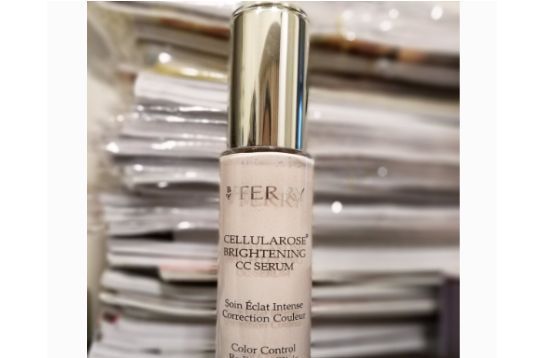 BY TERRY
CELLULAROSE®
BRIGHTENING
CC SERUM
Soin Éclat Intense
Correction Couleur
Color Control